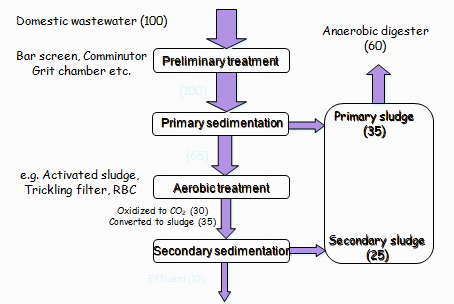 Domestic wastewater (100)
Anaerobic digester
(60)
Bar screen, Comminutor
Grit chamber etc.
Preliminary treatment
(100)
Primary sedimentation
Primary sludge
(35)
(65)
e.g. Activated sludge,
Trickling filter, RBC
Aerobic treatment
Oxidized to CO₂ (30)
Converted to sludge (35)
Secondary sedimentation
Secondary sludge
(25)
Effluent (10)